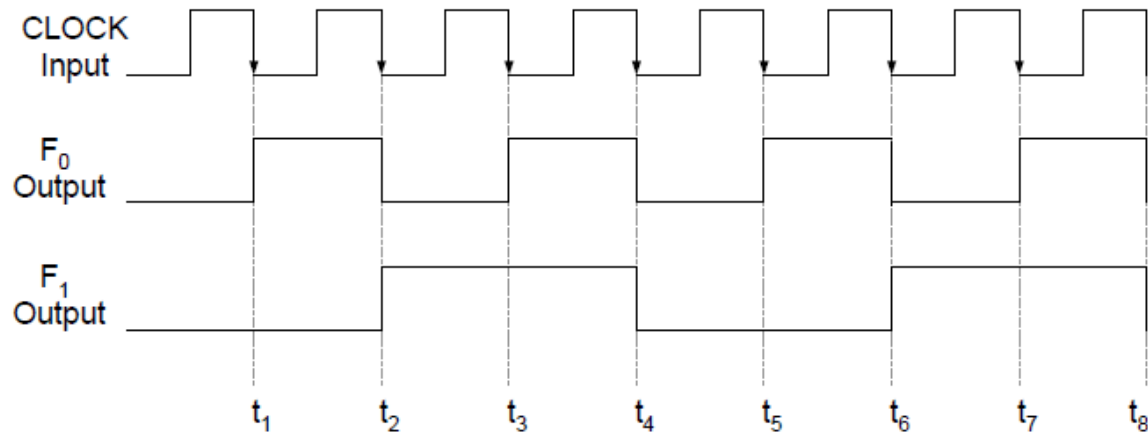 CLOCK
Input
F₀
Output
F₁
Output
t₁ t₂ t₃ t₄ t₅ t₆ t₇ t₈